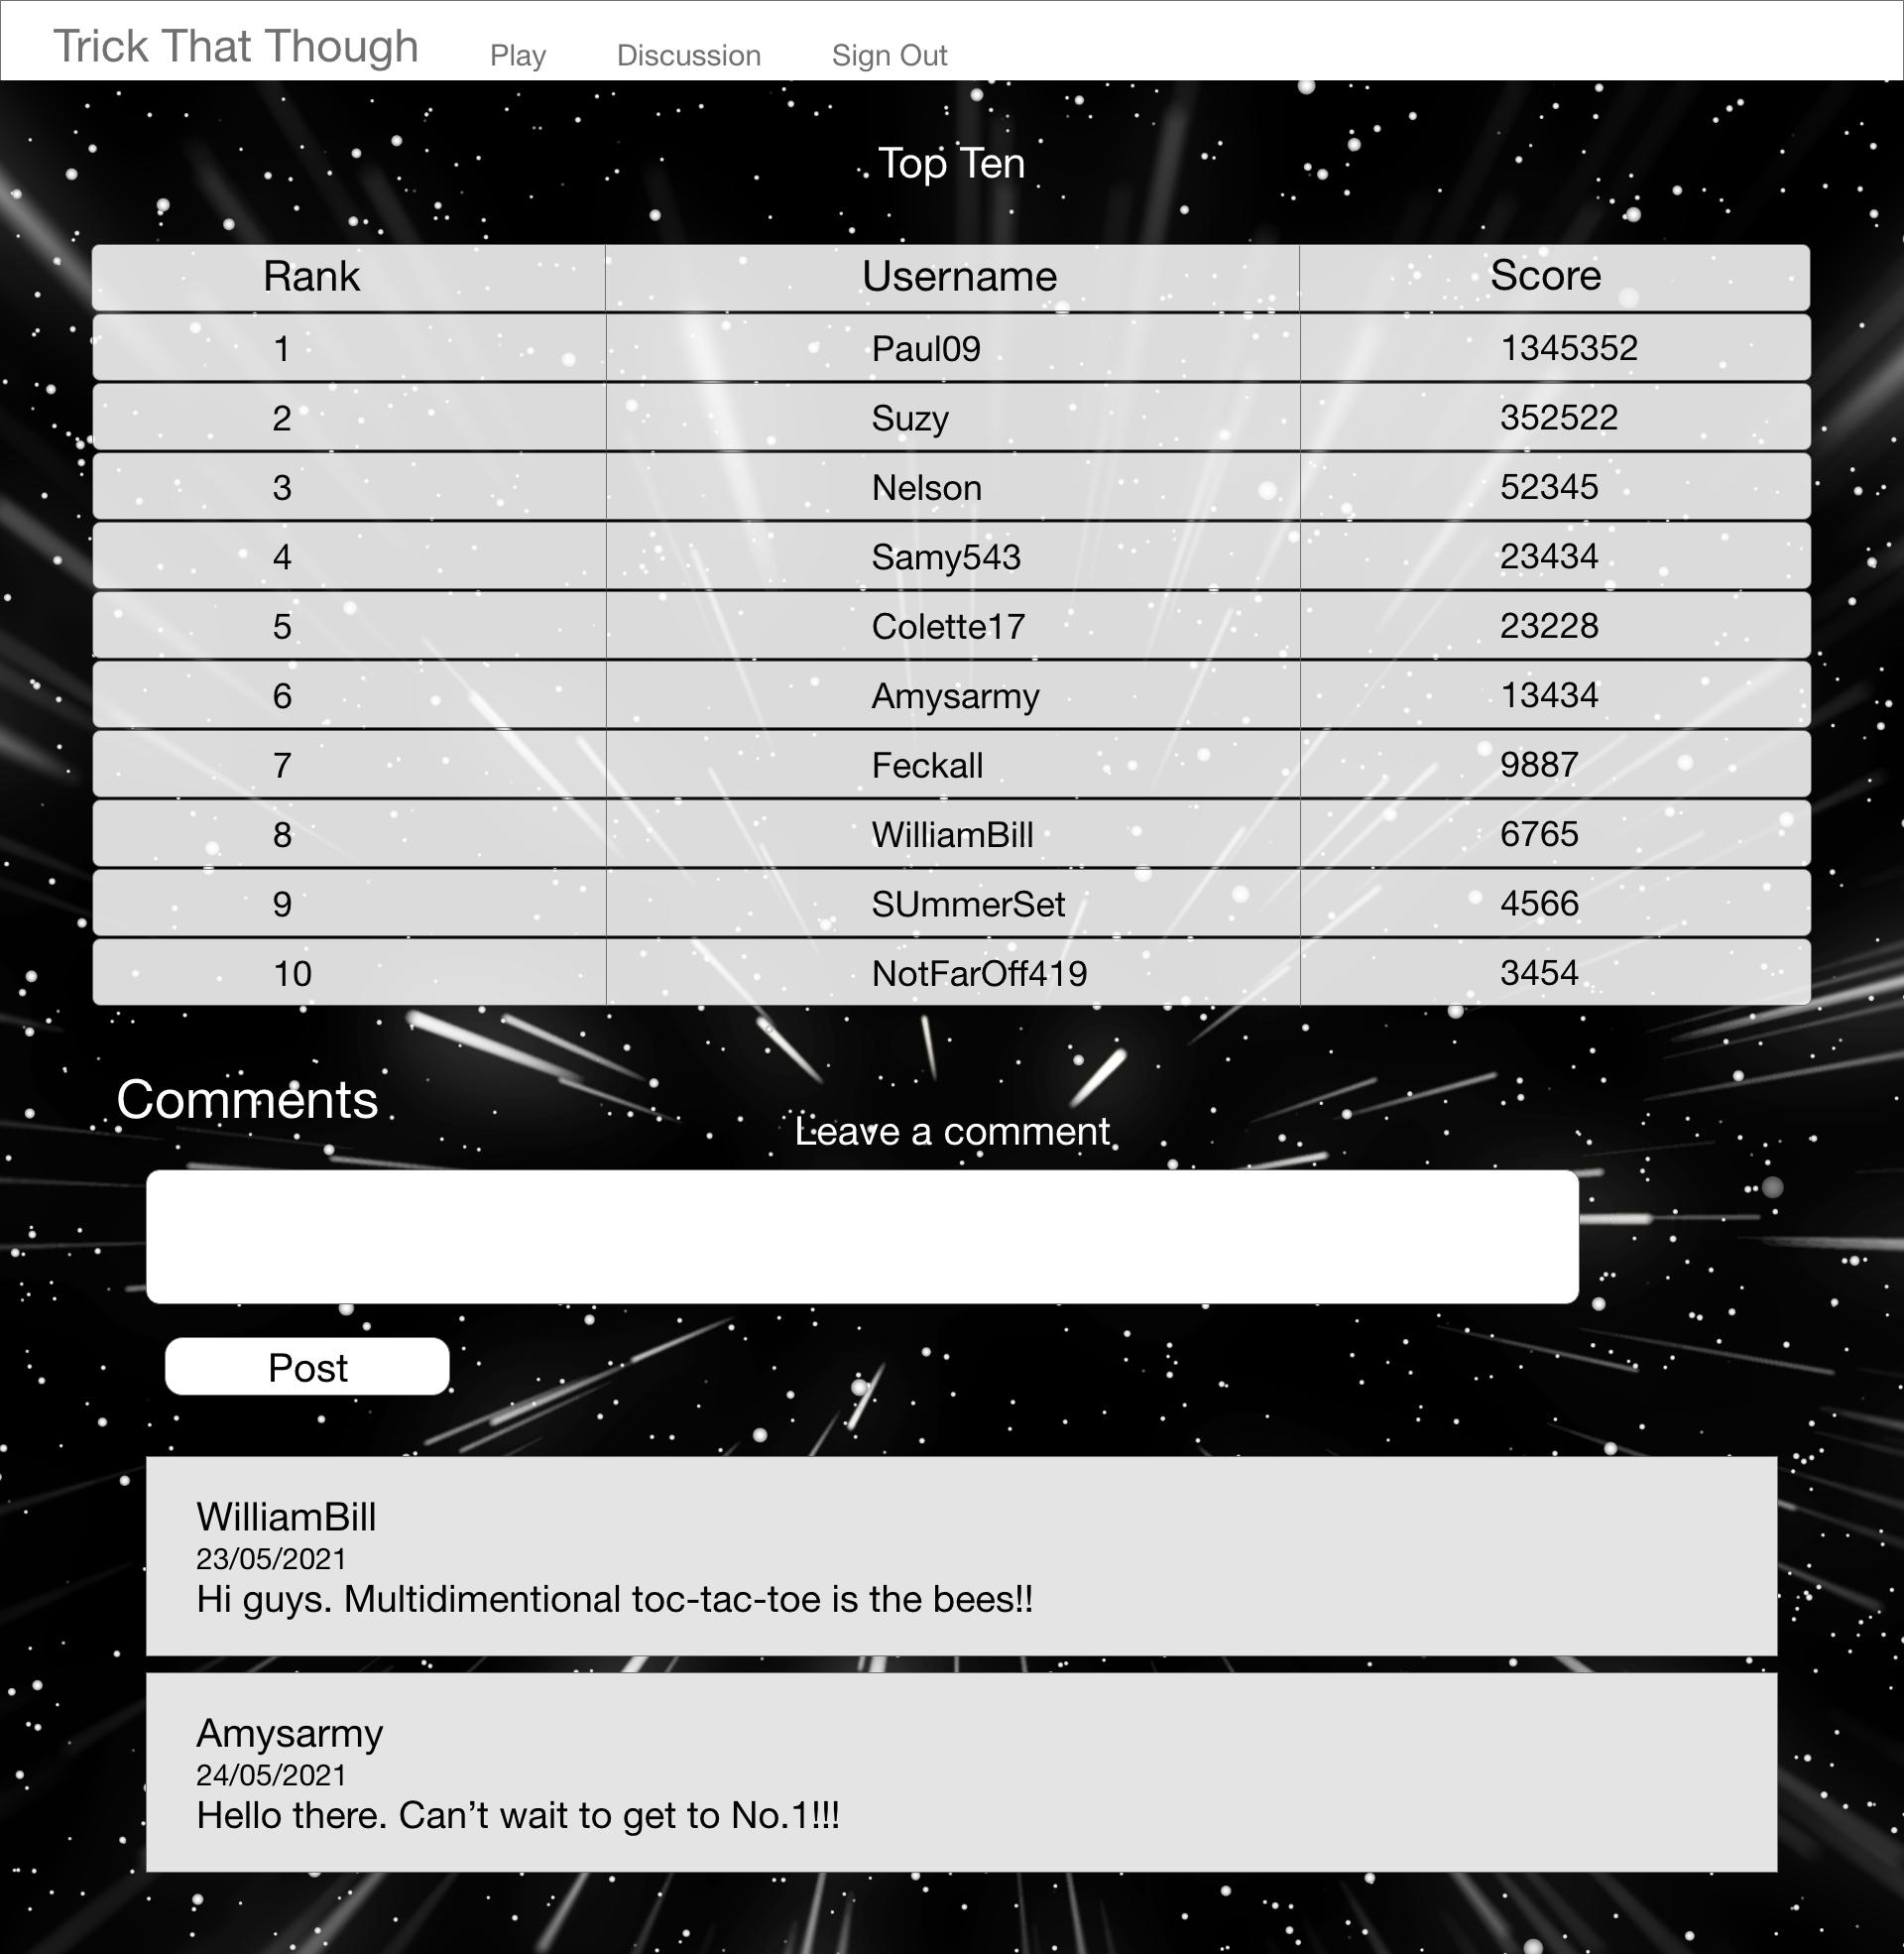 Trick That Though Play Discussion Sign Out
Top Ten
Rank Username Score
1 Paul09 1345352
2 Suzy 352522
3 Nelson 52345
4 Samy543 23434
5 Colette17 23228
6 Amysarmy 13434
7 Feckall 9887
8 WilliamBill 6765
9 SUmmerSet 4566
10 NotFarOff419 3454
Comments
Leave a comment
Post
WilliamBill
23/05/2021
Hi guys. Multidimentional toc-tac-toe is the bees!!
Amysarmy
24/05/2021
Hello there. Can’t wait to get to No.1!!!